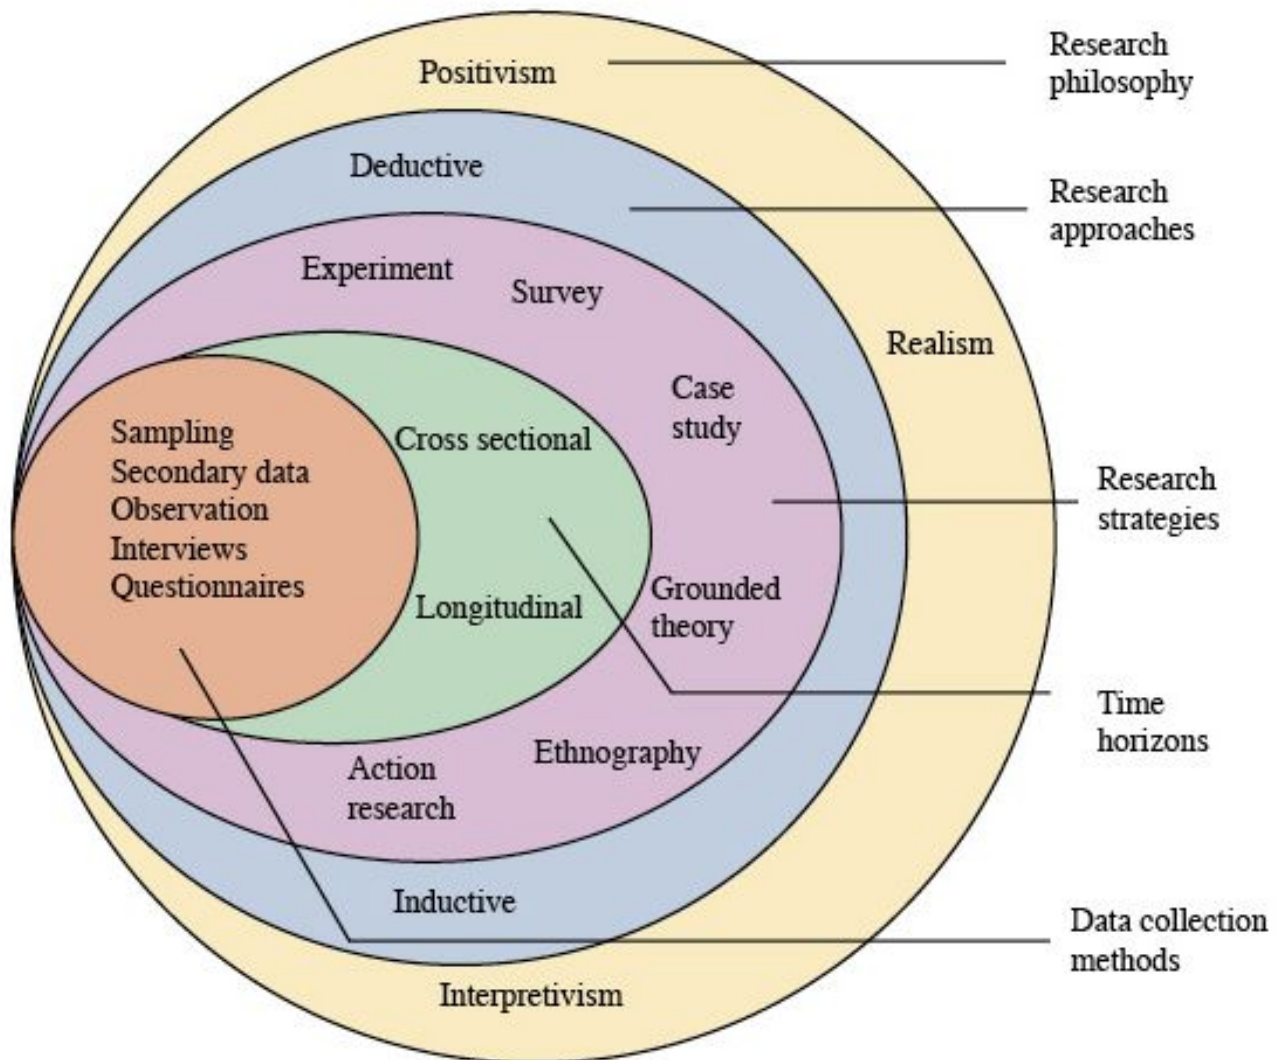 Positivism
Research
philosophy
Deductive
Research
approaches
Experiment
Survey
Realism
Case
study
Sampling
Secondary data
Observation
Interviews
Questionnaires
Cross sectional
Research
strategies
Longitudinal
Grounded
theory
Time
horizons
Ethnography
Action
research
Inductive
Data collection
methods
Interpretivism